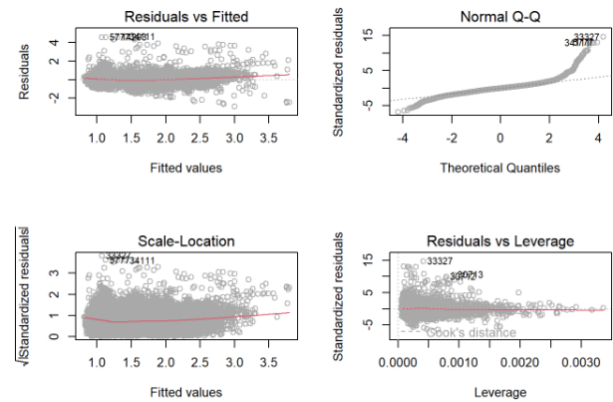 Residuals vs Fitted
Residuals
4
2
-2
1.0 1.5 2.0 2.5 3.0 3.5
Fitted values
Normal Q-Q
Standardized residuals
15
5
-5
33327
-4 -2 0 2 4
Theoretical Quantiles
Scale-Location
√|Standardized residuals|
3
2
1
0
1.0 1.5 2.0 2.5 3.0 3.5
Fitted values
Residuals vs Leverage
Standardized residuals
15
5
-5
33327
Cook's distance
0.0000 0.0010 0.0020 0.0030
Leverage